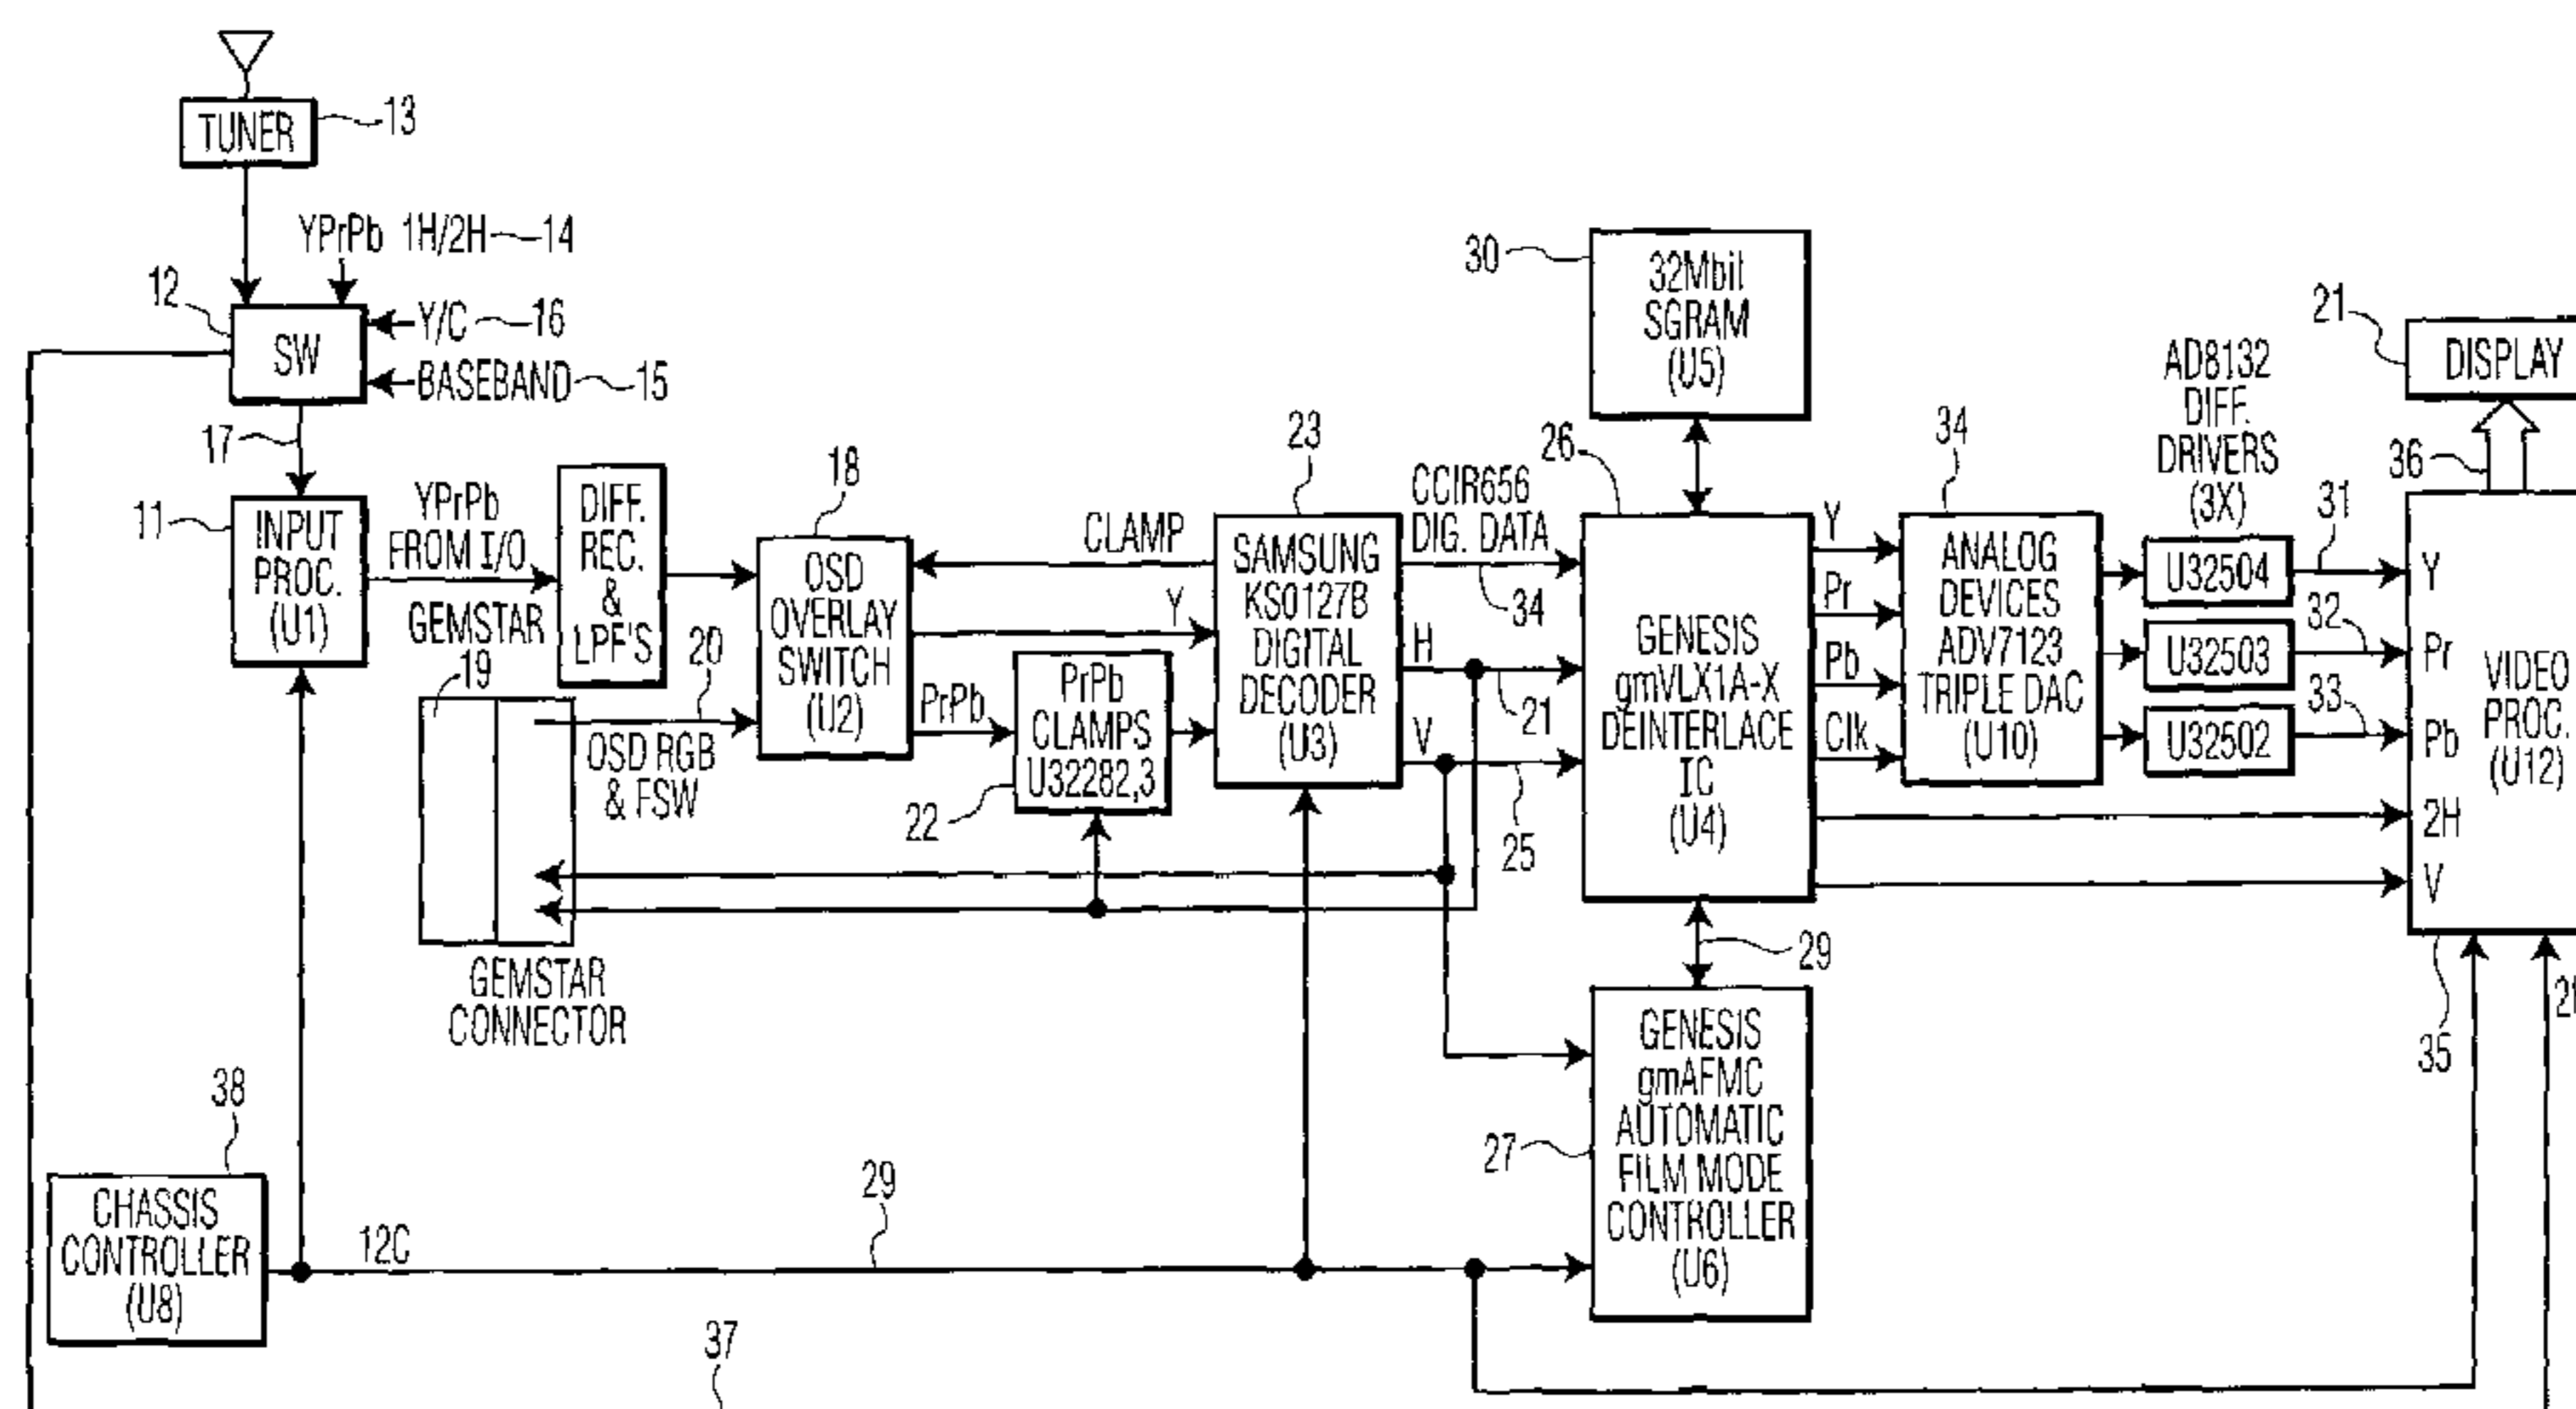 TUNER
13
YPrPb 1H/2H
14
12
SW
Y/C
16
BASEBAND
15
17
11
INPUT
PROC.
(U1)
YPrPb
FROM I/O
GEMSTAR
19
DIFF.
REC.
&
LPF'S
20
OSD RGB
& FSW
GEMSTAR
CONNECTOR
18
OSD
OVERLAY
SWITCH
(U2)
CLAMP
Y
PrPb
PrPb
CLAMPS
U32282,3
22
23
SAMSUNG
KS0127B
DIGITAL
DECODER
(U3)
CCIR656
DIG. DATA
34
H
21
V
25
30
32Mbit
SGRAM
(U5)
26
GENESIS
gmVLX1A-X
DEINTERLACE
IC
(U4)
29
27
GENESIS
gmAFMC
AUTOMATIC
FILM MODE
CONTROLLER
(U6)
Y
Pr
Pb
Clk
34
ANALOG
DEVICES
ADV7123
TRIPLE DAC
(U10)
AD8132
DIFF.
DRIVERS
(3X)
U32504
31
U32503
32
U32502
33
21
DISPLAY
36
Y
Pr
Pb
2H
V
VIDEO
PROC.
(U12)
35
38
CHASSIS
CONTROLLER
(U8)
12C
29
37